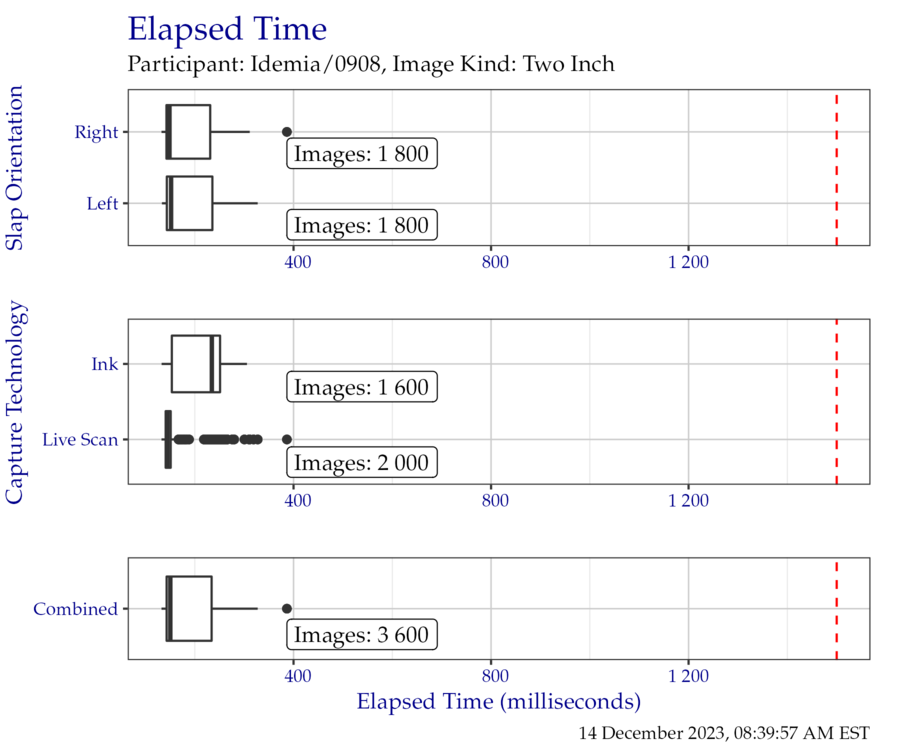 Elapsed Time
Participant: Idemia/0908, Image Kind: Two Inch
Slap Orientation
Right
Images: 1 800
Left
Images: 1 800
400 800 1 200
Capture Technology
Ink
Images: 1 600
Live Scan
Images: 2 000
400 800 1 200
Combined
Images: 3 600
400 800 1 200
Elapsed Time (milliseconds)
14 December 2023, 08:39:57 AM EST